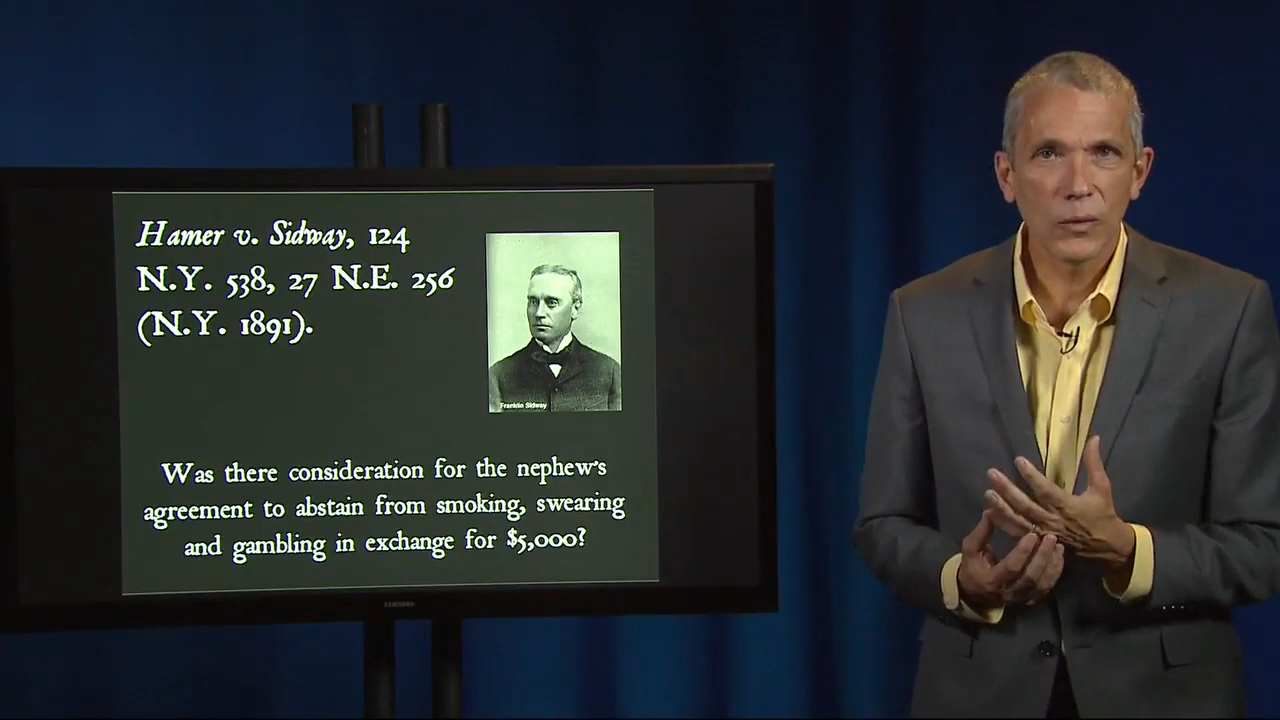 Hamer v. Sidway, 124
N.Y. 538, 27 N.E. 256
(N.Y. 1891).
Franklin Sidway
Was there consideration for the nephew's
agreement to abstain from smoking, swearing
and gambling in exchange for $5,000?
SAMSUNG